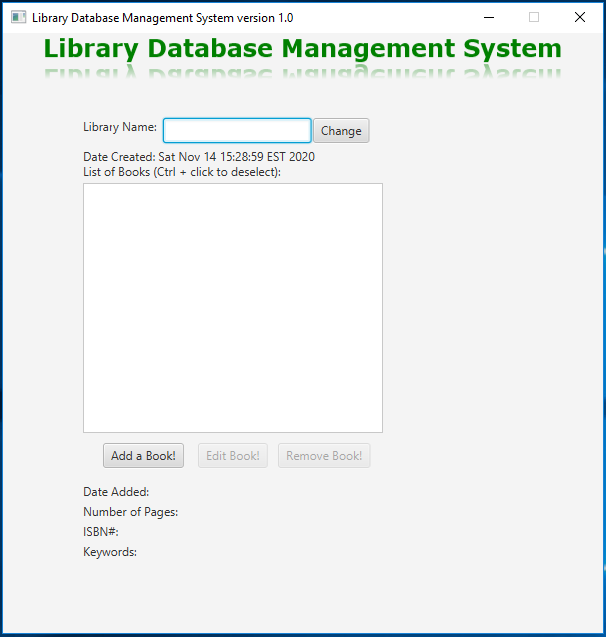 Library Database Management System version 1.0
Library Database Management System
Library Name:
Change
Date Created: Sat Nov 14 15:28:59 EST 2020
List of Books (Ctrl + click to deselect):
Add a Book! Edit Book! Remove Book!
Date Added:
Number of Pages:
ISBN#:
Keywords: